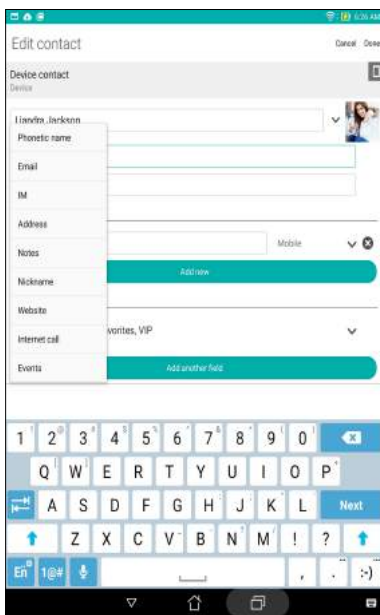 6:36 AM
Edit contact
Cancel Done
Device contact
Device
Liandra Jackson
Phonetic name
Email
IM
Address
Notes
Mobile
Nickname
Add new
Website
Internet call
vorites, VIP
Events
Add another field
1 2 3 4 5 6 7 8 9 0
Q W E R T Y U I O P
A S D F G H J K L Next
Z X C V B N M ! ?
En 1@# , . :-)